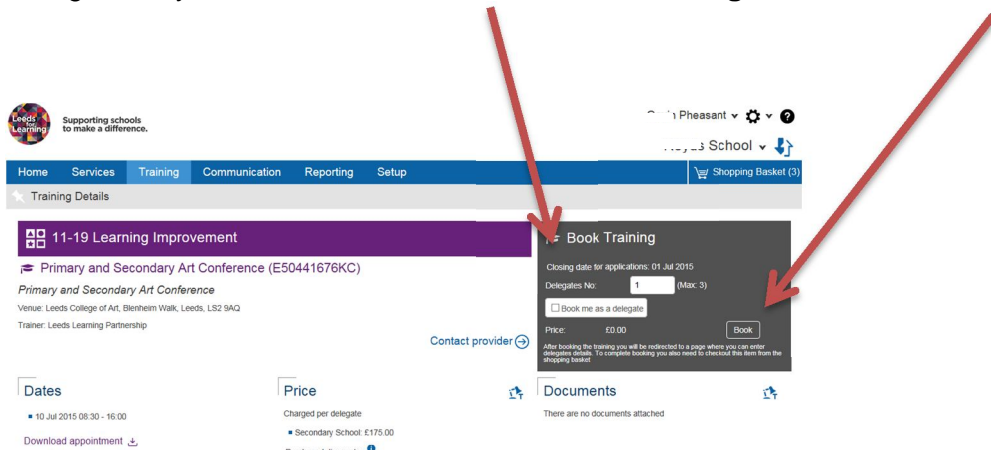 Leeds
for
Learning
Supporting schools
to make a difference.
Pheasant
School
Home Services Training Communication Reporting Setup Shopping Basket (3)
Training Details
11-19 Learning Improvement
Book Training
Primary and Secondary Art Conference (E50441676KC)
Primary and Secondary Art Conference
Venue: Leeds College of Art, Blenheim Walk, Leeds, LS2 9AQ
Trainer: Leeds Learning Partnership
Contact provider
Closing date for applications: 01 Jul 2015
Delegates No: 1 (Max: 3)
Book me as a delegate
Price: £0.00 Book
After booking the training you will be redirected to a page where you can enter
delegates details. To complete booking you also need to checkout this item from the
shopping basket
Dates
10 Jul 2015 08:30 - 16:00
Download appointment
Price
Charged per delegate
Secondary School: £175.00
Documents
There are no documents attached